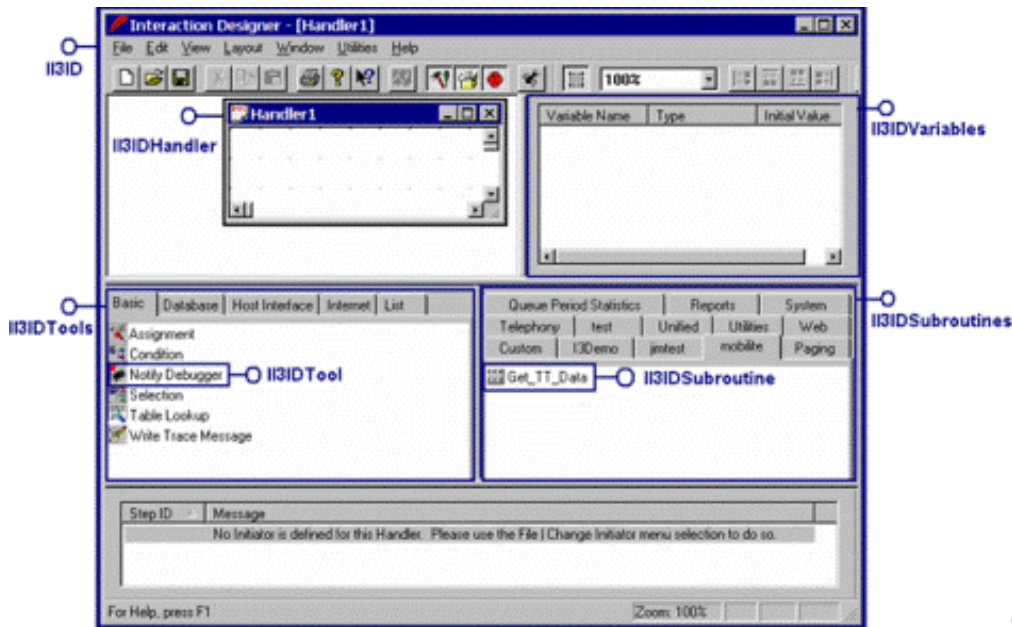 Interaction Designer - [Handler1]
File Edit View Layout Window Utilities Help
II3ID
100%
Handler1
II3IDHandler
Variable Name Type Initial Value
II3IDVariables
Basic Database Host Interface Internet List
II3IDTools
Assignment
Condition
Notify Debugger II3IDTool
Selection
Table Lookup
Write Trace Message
Queue Period Statistics Reports System
II3IDSubroutines
Telephony test Unified Utilities Web
Custom I3Demo jimtest mobilite Paging
Get_TT_Data II3IDSubroutine
Step ID Message
No Initiator is defined for this Handler. Please use the File | Change Initiator menu selection to do so.
For Help, press F1 Zoom: 100%